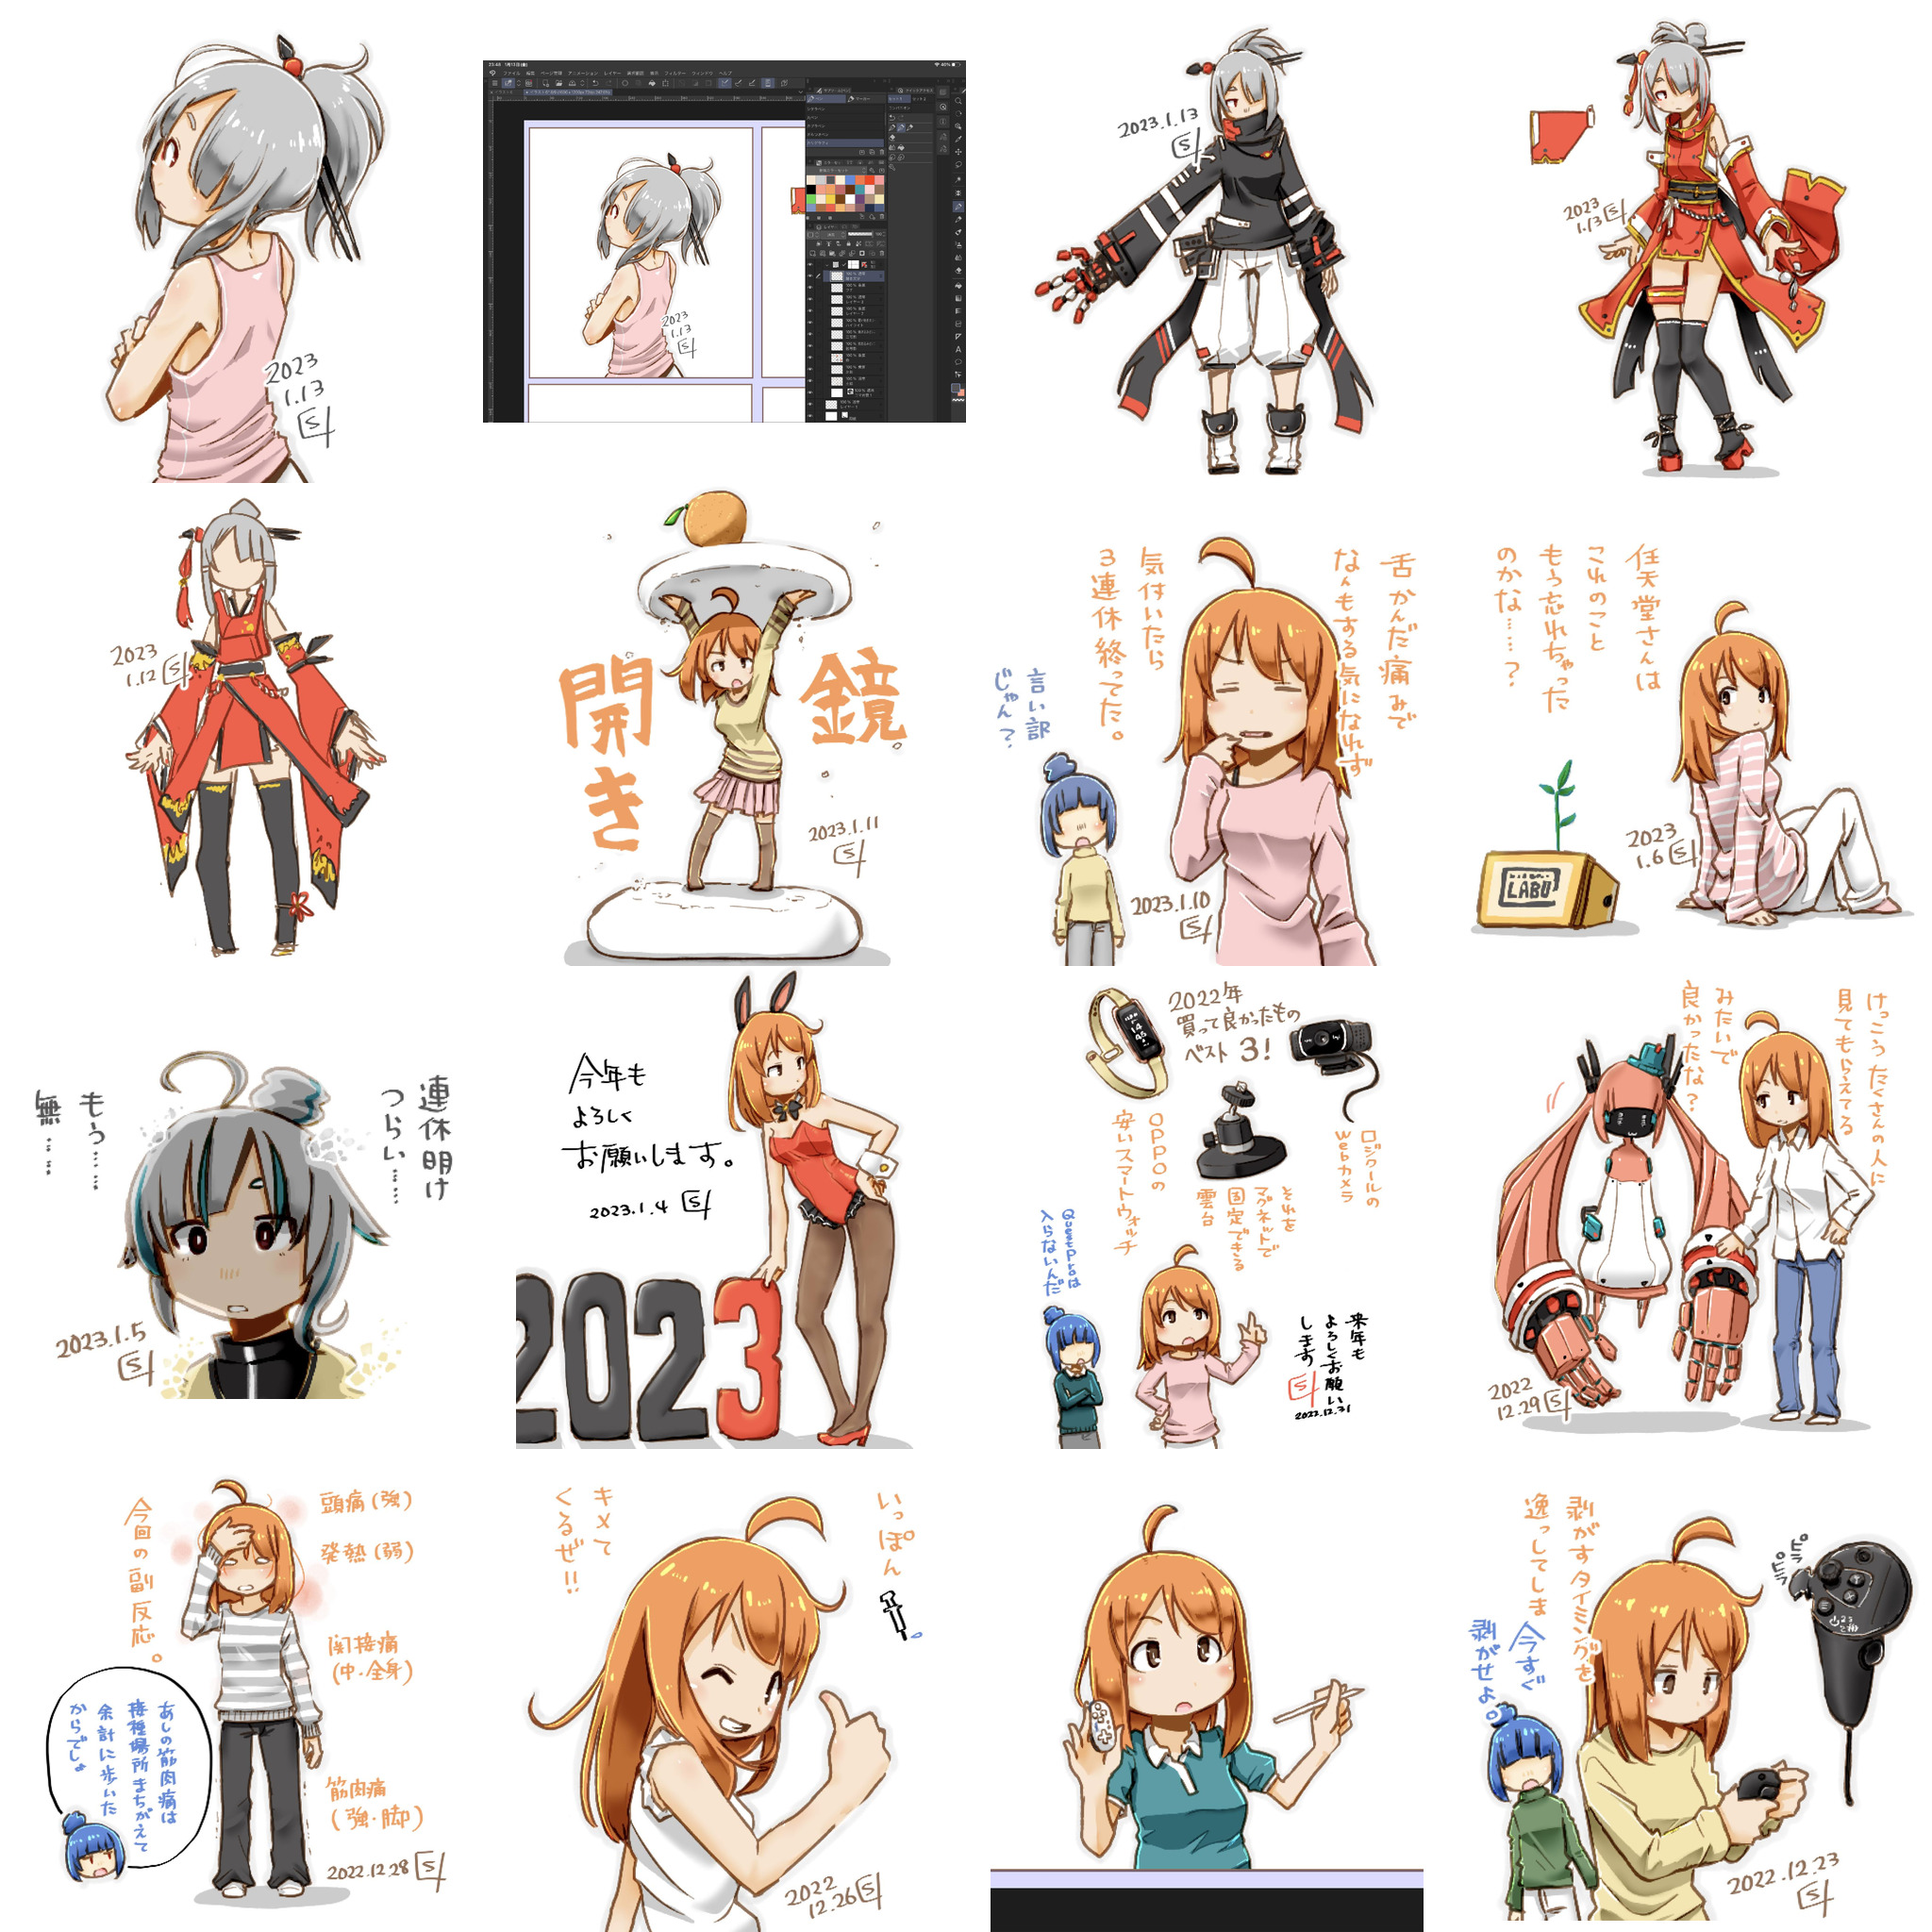 2023
1.13
2023
1.13
2023.1.13
2023
1.13
2023
1.12
鏡
開き
2023.1.11
舌かんだ痛みで
なんもする気になれず
気付いたら
3連休終ってた。
言い訳
じゃん？
2023.1.10
任天堂さんは
これのこと
もう忘れちゃった
のかな……？
LABO
2023
1.6
連休明け
つらい……
もう……
無……
2023.1.5
今年も
よろしく
お願いします。
2023.1.4
2023
2022年
買って良かったもの
ベスト3!
OPPOの
安いスマートウォッチ
ロジクールの
Webカメラ
それを
マグネットで
固定できる
雲台
QuestProは
入らないんだ
来年も
よろしくお願い
します
2022.12.31
けっこうたくさんの人に
見てもらえてる
みたいで
良かったな？
2022
12.29
今回の副反応。
頭痛(強)
発熱(弱)
関接痛
(中・全身)
筋肉痛
(強・脚)
あしの筋肉痛は
接種場所まちがえて
余計に歩いた
からでしょ
2022.12.28
いっぽん
キメて
くるぜ!!
2022
12.26
剥がすタイミングを
逸っしてしま
今すぐ
剥がせよ
ピラ
ピラ
2022.12.23